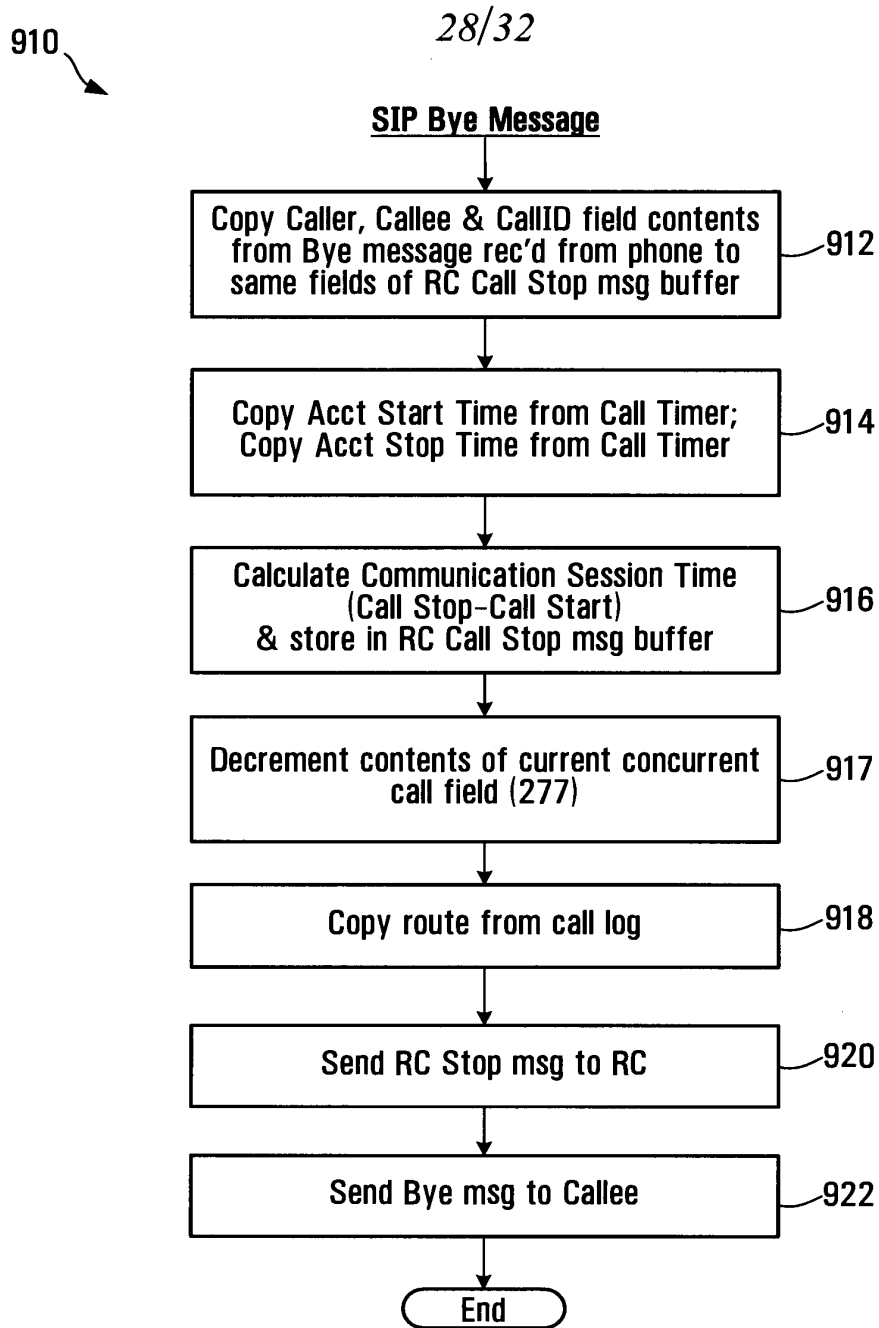 28/32
910
SIP Bye Message
Copy Caller, Callee & CallID field contents
from Bye message rec'd from phone to
same fields of RC Call Stop msg buffer
912
Copy Acct Start Time from Call Timer;
Copy Acct Stop Time from Call Timer
914
Calculate Communication Session Time
(Call Stop-Call Start)
& store in RC Call Stop msg buffer
916
Decrement contents of current concurrent
call field (277)
917
Copy route from call log
918
Send RC Stop msg to RC
920
Send Bye msg to Callee
922
End